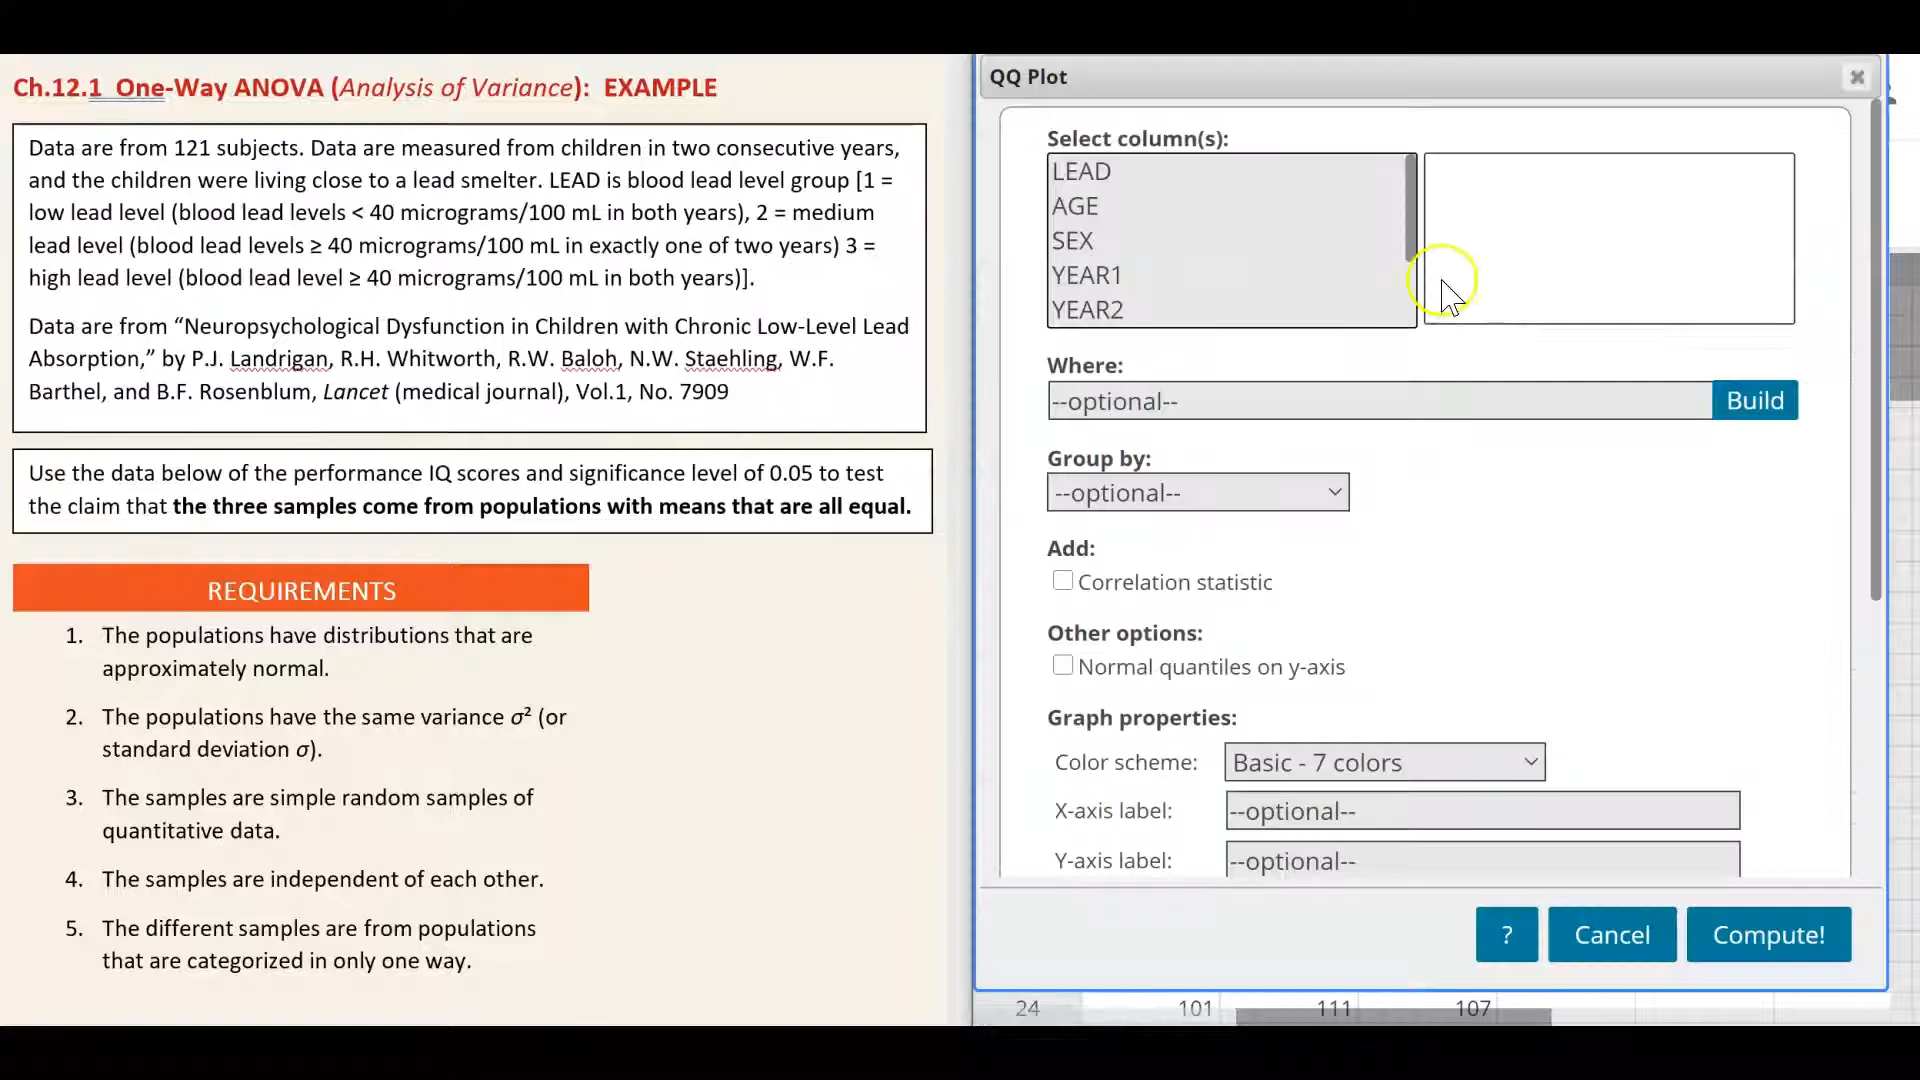 Ch.12.1 One-Way ANOVA (Analysis of Variance): EXAMPLE
Data are from 121 subjects. Data are measured from children in two consecutive years,
and the children were living close to a lead smelter. LEAD is blood lead level group [1 =
low lead level (blood lead levels < 40 micrograms/100 mL in both years), 2 = medium
lead level (blood lead levels ≥ 40 micrograms/100 mL in exactly one of two years) 3 =
high lead level (blood lead level ≥ 40 micrograms/100 mL in both years)].
Data are from “Neuropsychological Dysfunction in Children with Chronic Low-Level Lead
Absorption,” by P.J. Landrigan, R.H. Whitworth, R.W. Baloh, N.W. Staehling, W.F.
Barthel, and B.F. Rosenblum, Lancet (medical journal), Vol.1, No. 7909
Use the data below of the performance IQ scores and significance level of 0.05 to test
the claim that the three samples come from populations with means that are all equal.
REQUIREMENTS
1. The populations have distributions that are
approximately normal.
2. The populations have the same variance σ² (or
standard deviation σ).
3. The samples are simple random samples of
quantitative data.
4. The samples are independent of each other.
5. The different samples are from populations
that are categorized in only one way.
QQ Plot
Select column(s):
LEAD
AGE
SEX
YEAR1
YEAR2
Where:
--optional--
Build
Group by:
--optional--
Add:
Correlation statistic
Other options:
Normal quantiles on y-axis
Graph properties:
Color scheme: Basic - 7 colors
X-axis label: --optional--
Y-axis label: --optional--
? Cancel Compute!
24 101 111 107